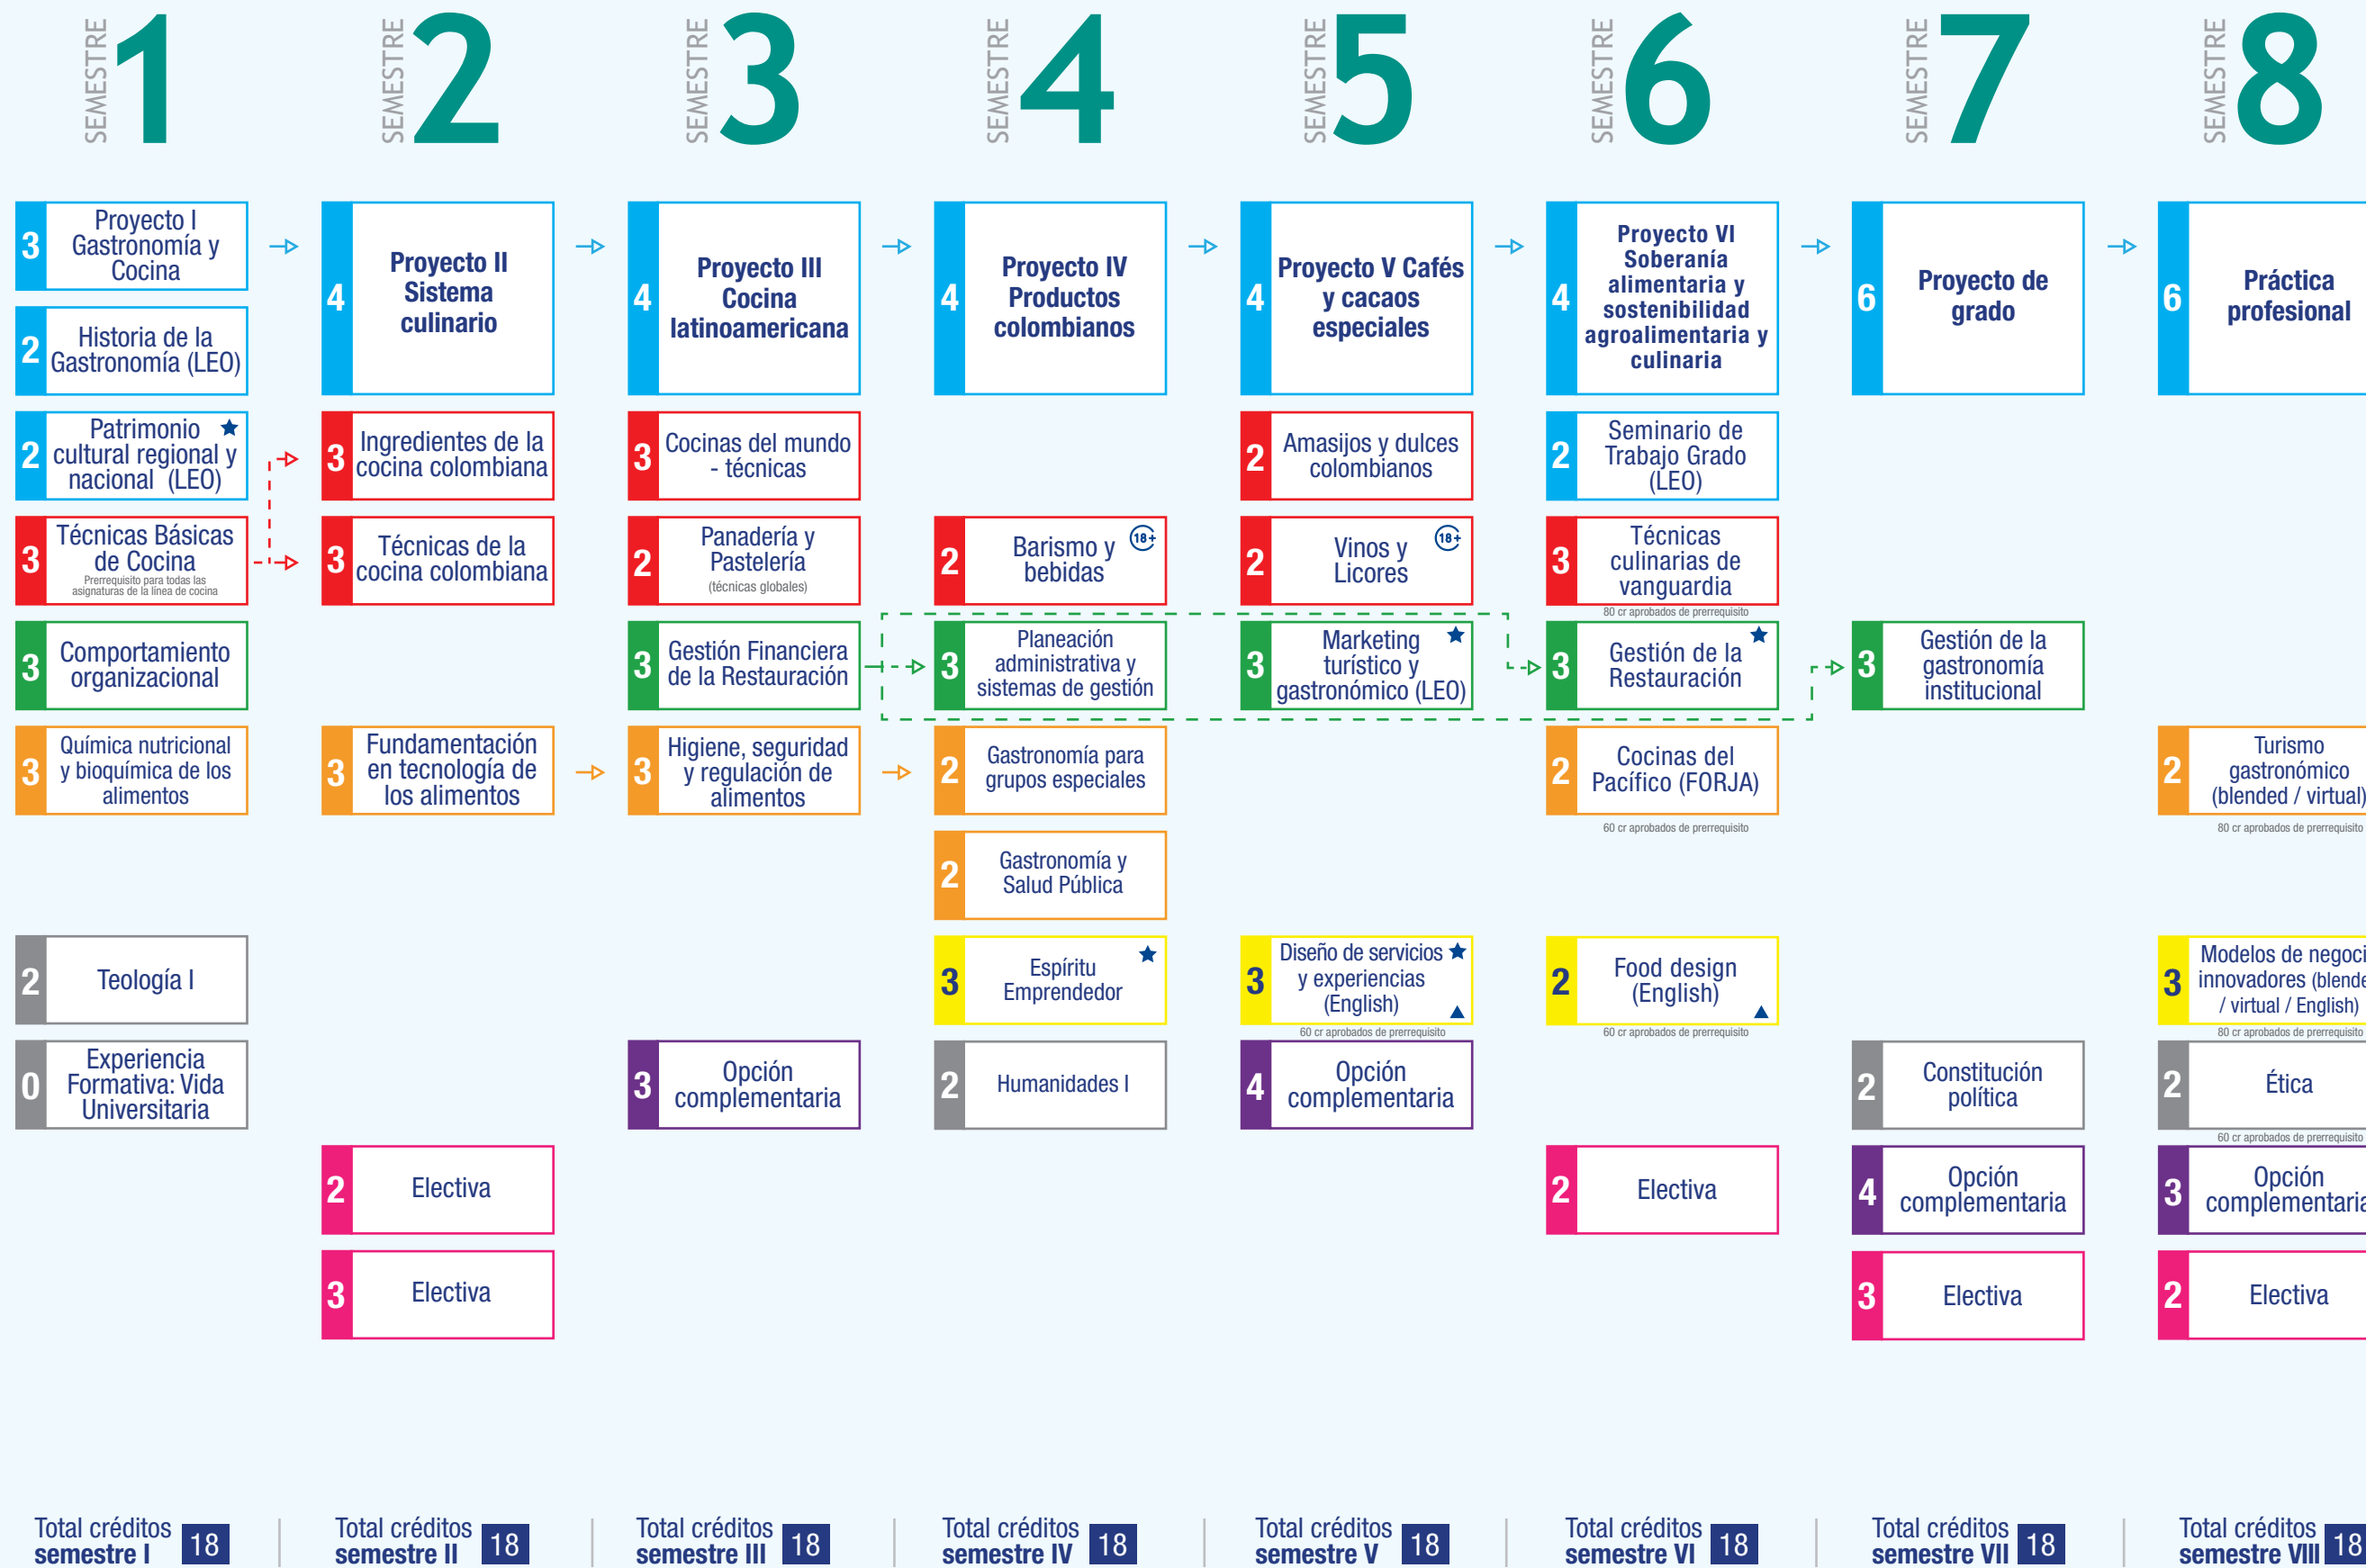 SEMESTRE 1
SEMESTRE 2
SEMESTRE 3
SEMESTRE 4
SEMESTRE 5
SEMESTRE 6
SEMESTRE 7
SEMESTRE 8
3
Proyecto I
Gastronomía y
Cocina
2
Historia de la
Gastronomía (LEO)
2
Patrimonio
cultural regional y
nacional (LEO)
3
Técnicas Básicas
de Cocina
Prerrequisito para todas las
asignaturas de la línea de cocina
3
Comportamiento
organizacional
3
Química nutricional
y bioquímica de los
alimentos
2
Teología I
0
Experiencia
Formativa: Vida
Universitaria
4
Proyecto II
Sistema
culinario
3
Ingredientes de la
cocina colombiana
3
Técnicas de la
cocina colombiana
3
Fundamentación
en tecnología de
los alimentos
2
Electiva
3
Electiva
4
Proyecto III
Cocina
latinoamericana
3
Cocinas del mundo
- técnicas
2
Panadería y
Pastelería
(técnicas globales)
3
Gestión Financiera
de la Restauración
3
Higiene, seguridad
y regulación de
alimentos
3
Opción
complementaria
4
Proyecto IV
Productos
colombianos
2
Barismo y
bebidas
18+
3
Planeación
administrativa y
sistemas de gestión
2
Gastronomía para
grupos especiales
2
Gastronomía y
Salud Pública
3
Espíritu
Emprendedor
2
Humanidades I
4
Proyecto V Cafés
y cacaos
especiales
2
Amasijos y dulces
colombianos
2
Vinos y
Licores
18+
3
Marketing
turístico y
gastronómico (LEO)
3
Diseño de servicios
y experiencias
(English)
60 cr aprobados de prerrequisito
4
Opción
complementaria
4
Proyecto VI
Soberanía
alimentaria y
sostenibilidad
agroalimentaria y
culinaria
2
Seminario de
Trabajo Grado
(LEO)
3
Técnicas
culinarias de
vanguardia
80 cr aprobados de prerrequisito
3
Gestión de la
Restauración
2
Cocinas del
Pacífico (FORJA)
60 cr aprobados de prerrequisito
2
Food design
(English)
60 cr aprobados de prerrequisito
2
Electiva
6
Proyecto de
grado
3
Gestión de la
gastronomía
institucional
2
Constitución
política
4
Opción
complementaria
3
Electiva
6
Práctica
profesional
2
Turismo
gastronómico
(blended / virtual)
80 cr aprobados de prerrequisito
3
Modelos de negoci
innovadores (blende
/ virtual / English)
80 cr aprobados de prerrequisito
2
Ética
60 cr aprobados de prerrequisito
3
Opción
complementaria
2
Electiva
Total créditos
semestre I 18
Total créditos
semestre II 18
Total créditos
semestre III 18
Total créditos
semestre IV 18
Total créditos
semestre V 18
Total créditos
semestre VI 18
Total créditos
semestre VII 18
Total créditos
semestre VIII 18